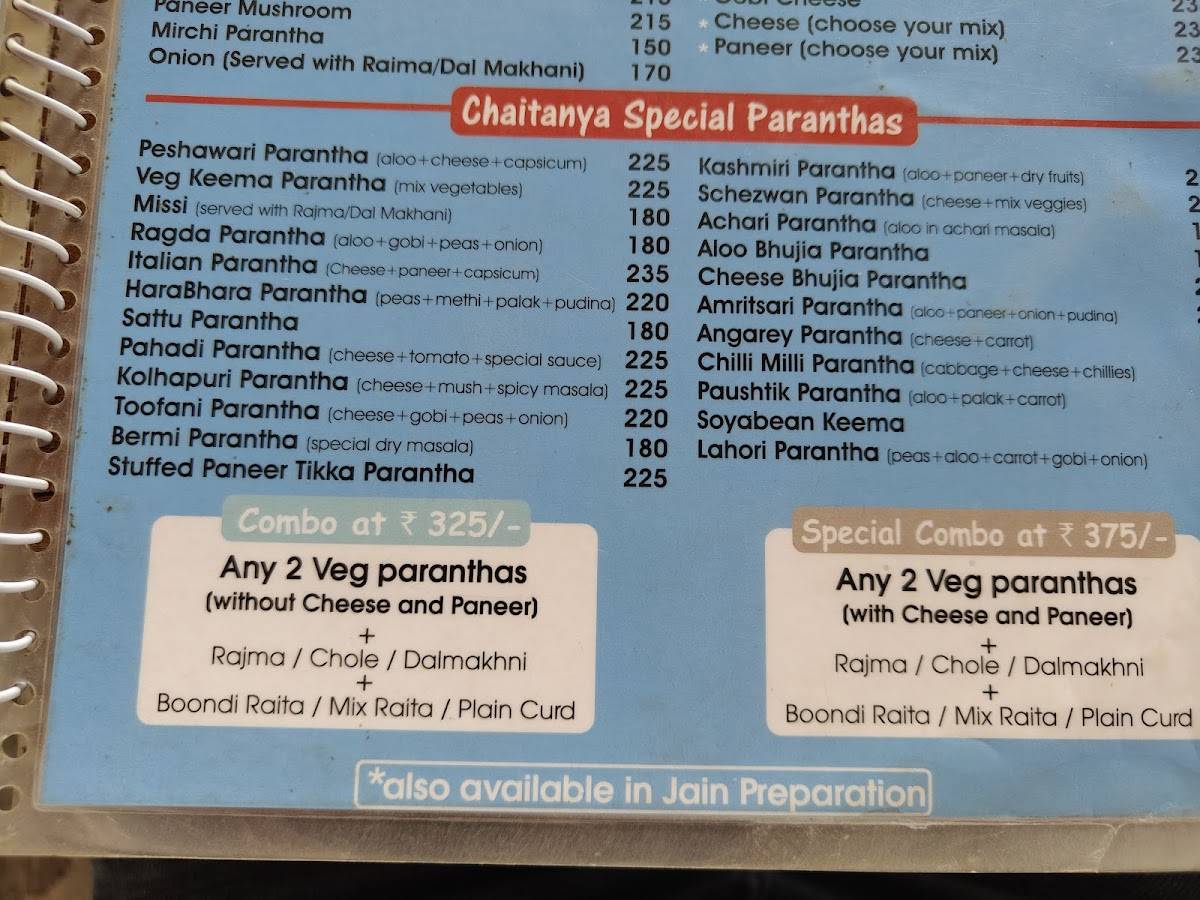 Paneer Mushroom 215
Mirchi Parantha 150
Onion (Served with Raima/Dal Makhani) 170
Cheese
* Cheese (choose your mix)
* Paneer (choose your mix)
Chaitanya Special Paranthas
Peshawari Parantha (aloo+cheese+capsicum) 225
Veg Keema Parantha (mix vegetables) 225
Missi (served with Rajma/Dal Makhani) 180
Ragda Parantha (aloo+gobi+peas+onion) 180
Italian Parantha (Cheese+paneer+capsicum) 235
HaraBhara Parantha (peas+methi+palak+pudina) 220
Sattu Parantha 180
Pahadi Parantha (cheese+tomato+special sauce) 225
Kolhapuri Parantha (cheese+mush+spicy masala) 225
Toofani Parantha (cheese+gobi+peas+onion) 220
Bermi Parantha (special dry masala) 180
Stuffed Paneer Tikka Parantha 225
Kashmiri Parantha (aloo+paneer+dry fruits)
Schezwan Parantha (cheese+mix veggies)
Achari Parantha (aloo in achari masala)
Aloo Bhujia Parantha
Cheese Bhujia Parantha
Amritsari Parantha (aloo+paneer+onion+pudina)
Angarey Parantha (cheese+carrot)
Chilli Milli Parantha (cabbage+cheese+chillies)
Paushtik Parantha (aloo+palak+carrot)
Soyabean Keema
Lahori Parantha (peas+aloo+carrot+gobi+onion)
Combo at ₹ 325/-
Any 2 Veg paranthas
(without Cheese and Paneer)
+
Rajma / Chole / Dalmakhni
+
Boondi Raita / Mix Raita / Plain Curd
Special Combo at ₹ 375/-
Any 2 Veg paranthas
(with Cheese and Paneer)
+
Rajma / Chole / Dalmakhni
+
Boondi Raita / Mix Raita / Plain Curd
*also available in Jain Preparation